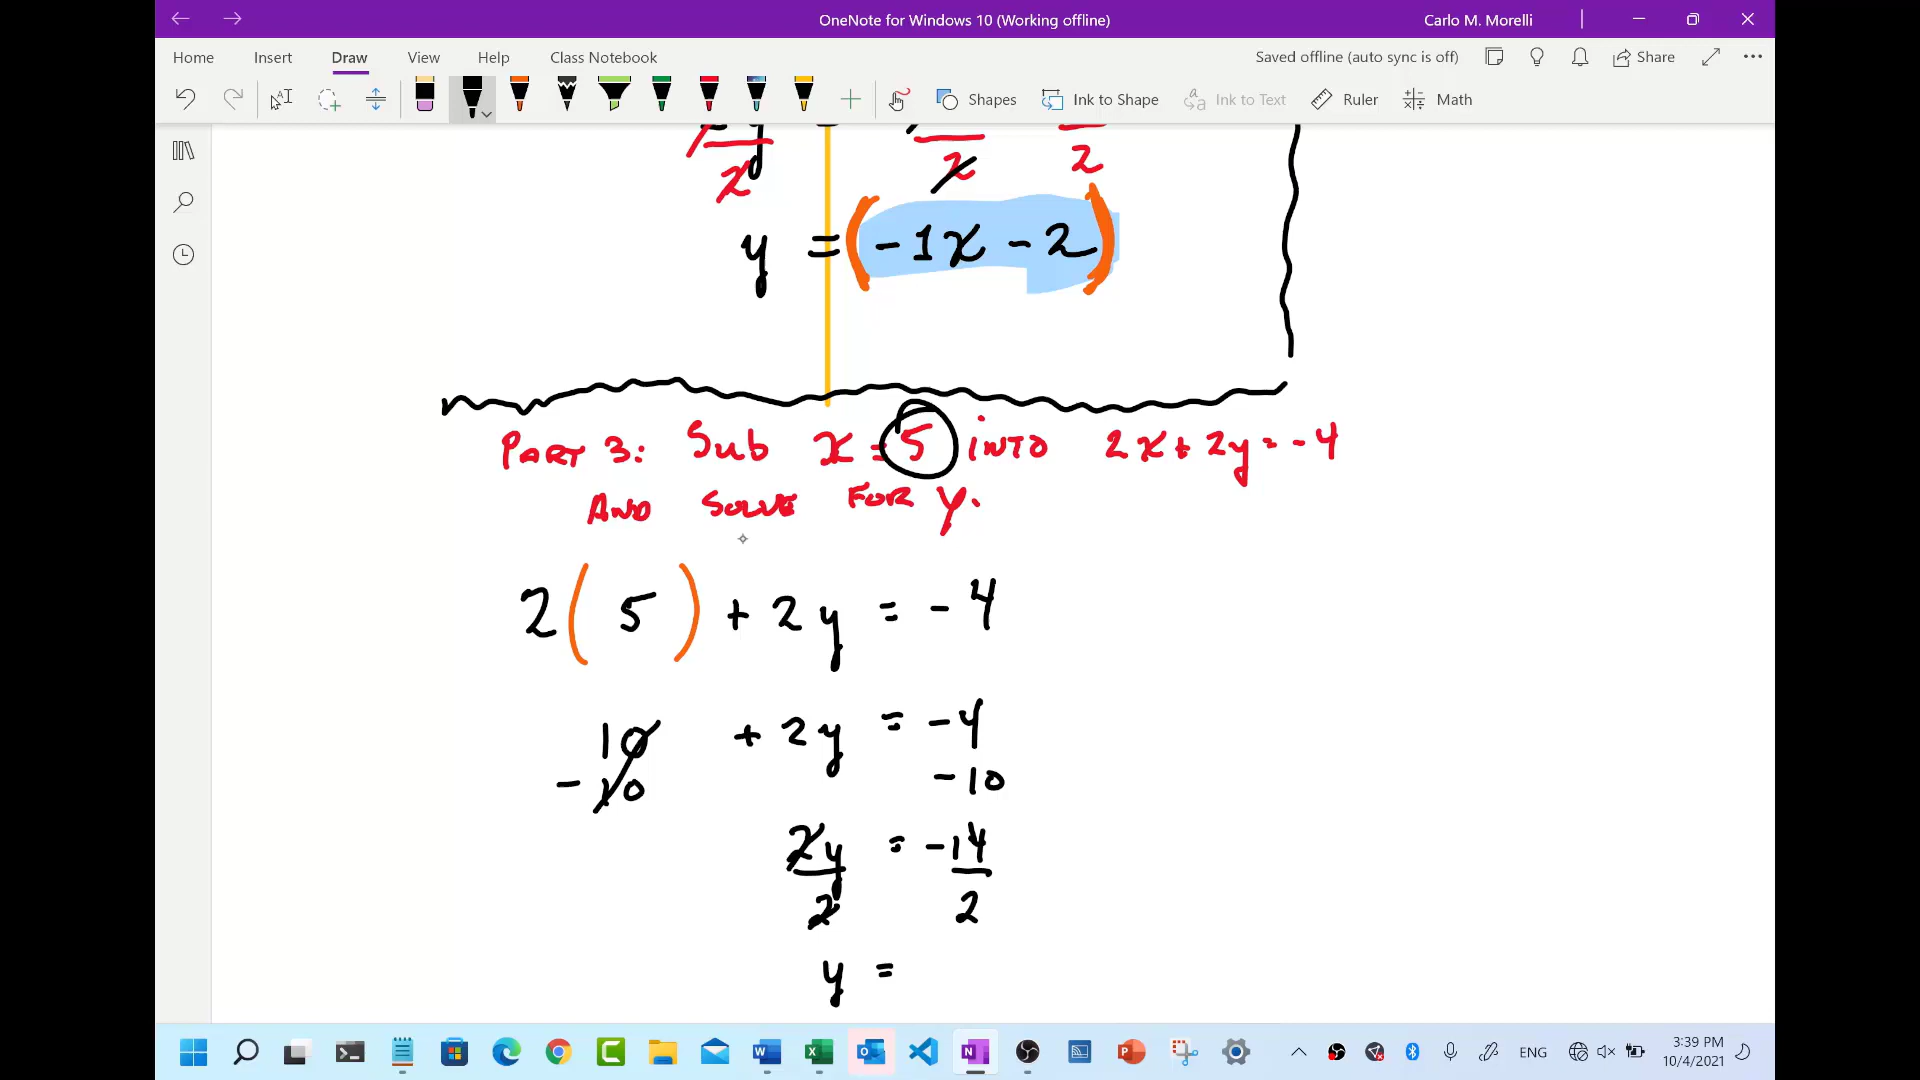 OneNote for Windows 10 (Working offline)
Carlo M. Morelli
Home Insert Draw View Help Class Notebook
Saved offline (auto sync is off) Share
Shapes Ink to Shape Ink to Text Ruler Math
2 2 2
y = (-1x - 2)
PART 3: Sub x = 5 INTO 2x + 2y = -4
AND SOLVE FOR y.
2( 5 ) + 2y = -4
10 + 2y = -4
-10 -10
2y = -14
2 2
y =
ENG
3:39 PM
10/4/2021